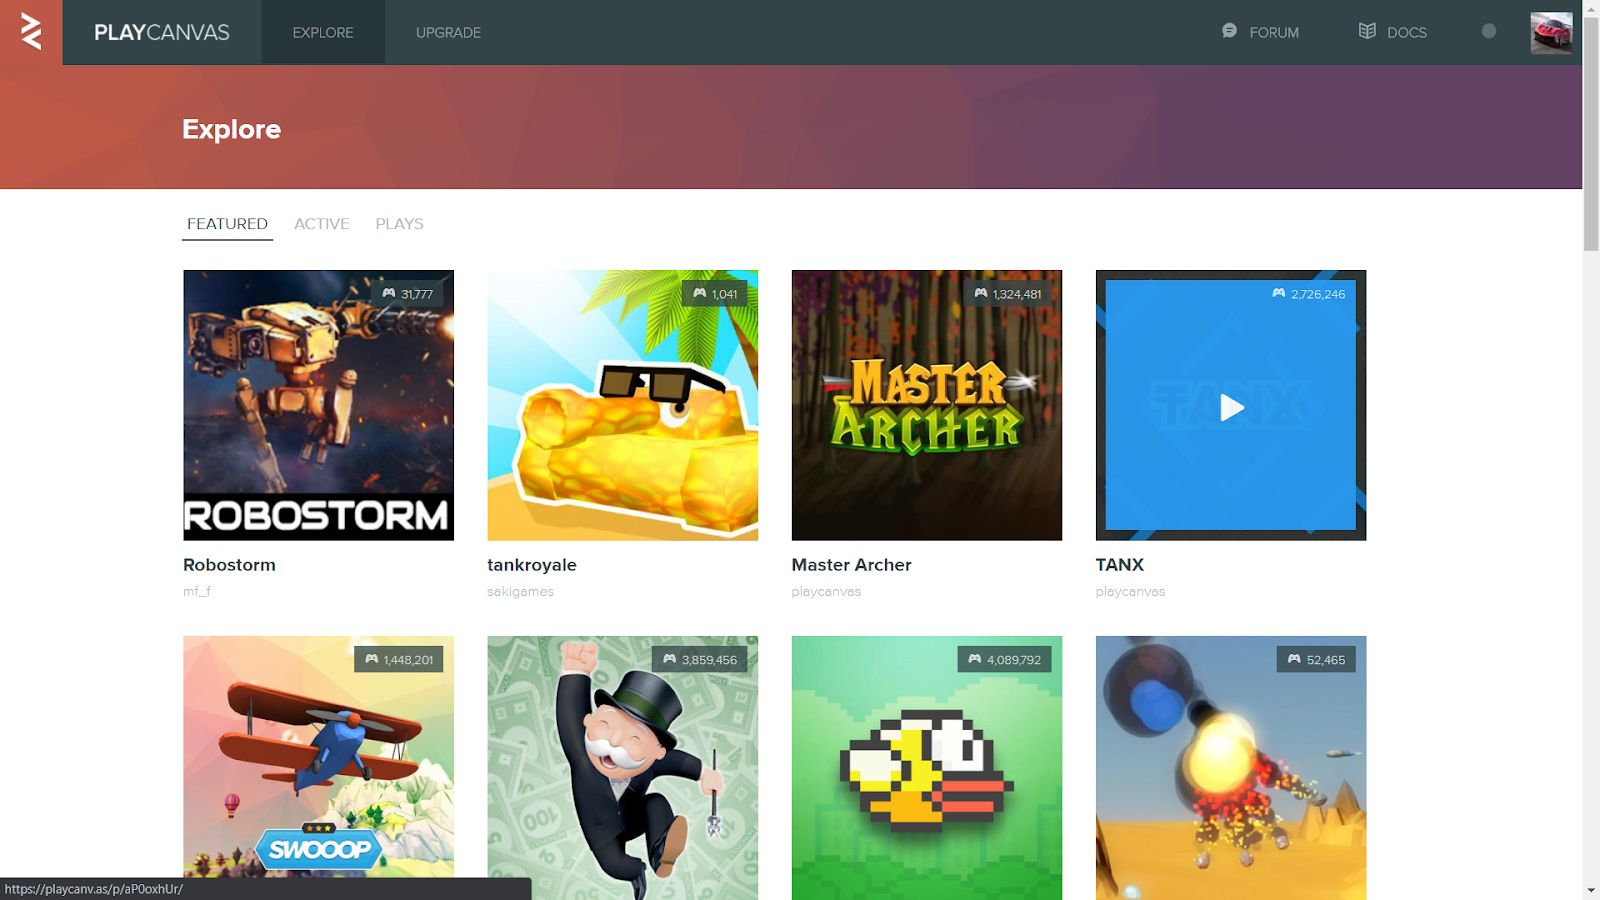 PLAYCANVAS EXPLORE UPGRADE FORUM DOCS
Explore
FEATURED ACTIVE PLAYS
31,777 1,041 1,324,481 2,726,246
TANX
MASTER
ARCHER
ROBOSTORM
Robostorm tankroyale Master Archer TANX
mf_f sakigames playcanvas playcanvas
1,448,201 3,859,456 4,089,792 52,465
100
SWOOOP
https://playcanv.as/p/aP0oxhUr/